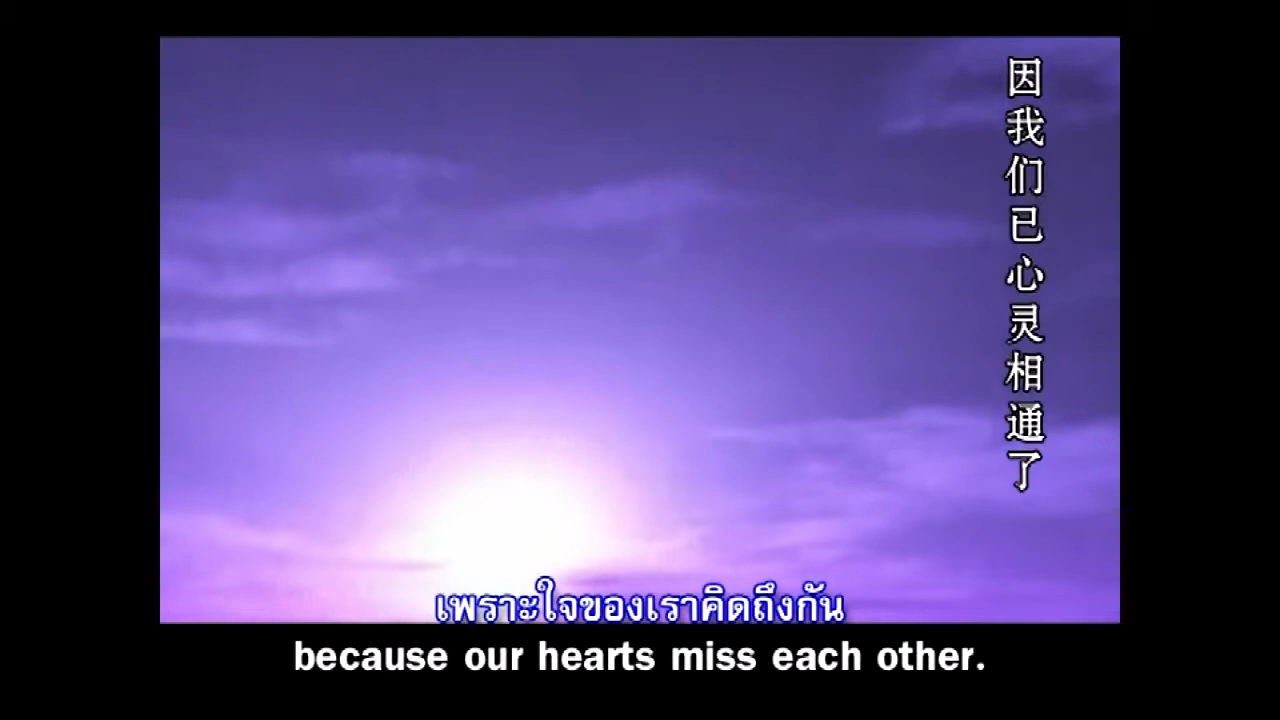 因我们已心灵相通了
เพราะใจของเราคิดถึงกัน
because our hearts miss each other.